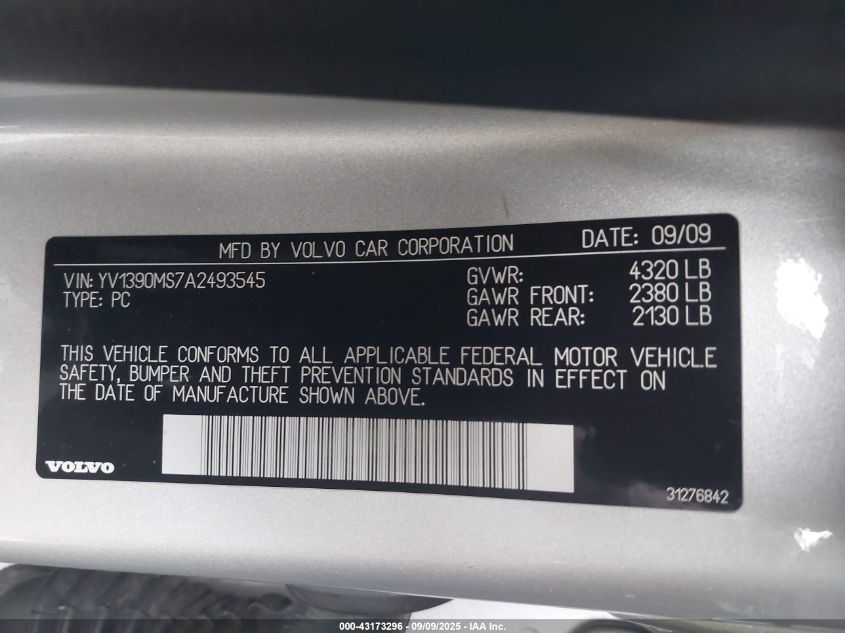 MFD BY VOLVO CAR CORPORATION DATE: 09/09
VIN: YV1390MS7A2493545 GVWR: 4320 LB
TYPE: PC GAWR FRONT: 2380 LB
GAWR REAR: 2130 LB
THIS VEHICLE CONFORMS TO ALL APPLICABLE FEDERAL MOTOR VEHICLE
SAFETY, BUMPER AND THEFT PREVENTION STANDARDS IN EFFECT ON
THE DATE OF MANUFACTURE SHOWN ABOVE.
VOLVO
31276842
000-43173296 - 09/09/2025 - IAA Inc.